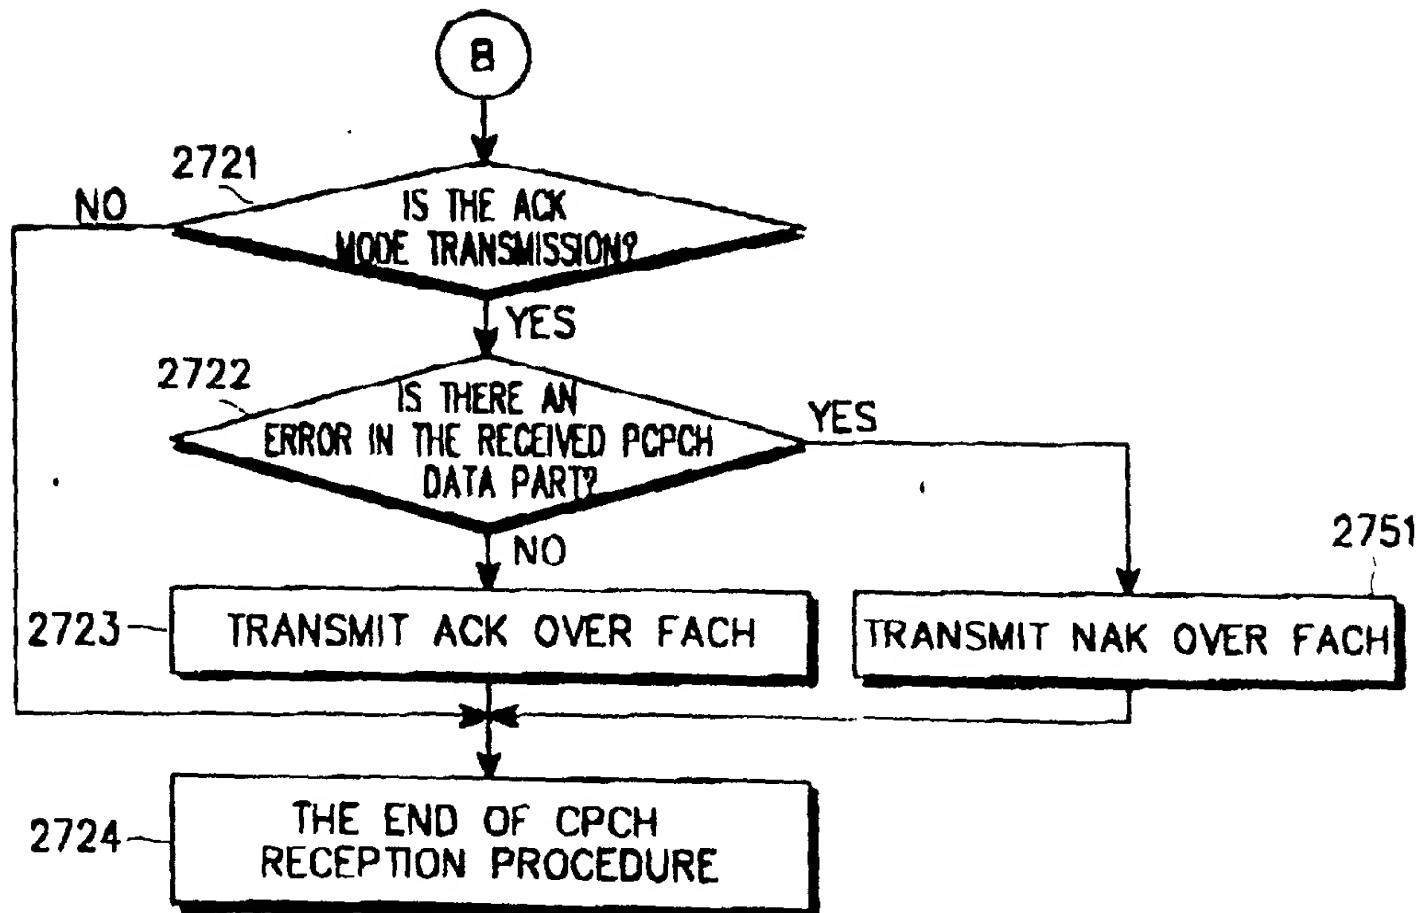 B
2721
NO
IS THE ACK
MODE TRANSMISSION?
YES
2722
IS THERE AN
ERROR IN THE RECEIVED PCPCH
DATA PART?
YES
NO
2751
2723
TRANSMIT ACK OVER FACH
TRANSMIT NAK OVER FACH
2724
THE END OF CPCH
RECEPTION PROCEDURE